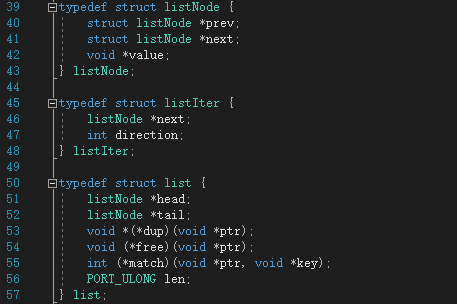 39 typedef struct listNode {
40 struct listNode *prev;
41 struct listNode *next;
42 void *value;
43 } listNode;
44
45 typedef struct listIter {
46 listNode *next;
47 int direction;
48 } listIter;
49
50 typedef struct list {
51 listNode *head;
52 listNode *tail;
53 void *(*dup)(void *ptr);
54 void (*free)(void *ptr);
55 int (*match)(void *ptr, void *key);
56 PORT_ULONG len;
57 } list;